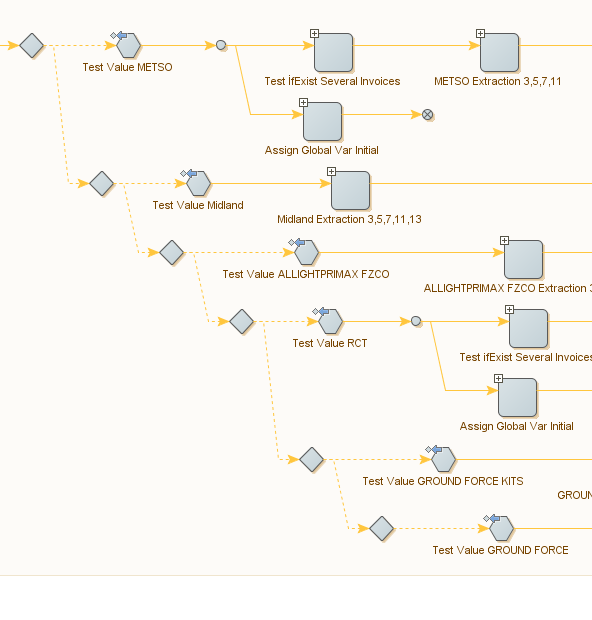 Test Value METSO
Test İfExist Several Invoices
METSO Extraction 3,5,7,11
Assign Global Var Initial
Test Value Midland
Midland Extraction 3,5,7,11,13
Test Value ALLIGHTPRIMAX FZCO
ALLIGHTPRIMAX FZCO Extraction 3
Test Value RCT
Test ifExist Several Invoices
Assign Global Var Initial
Test Value GROUND FORCE KITS
GROUN
Test Value GROUND FORCE